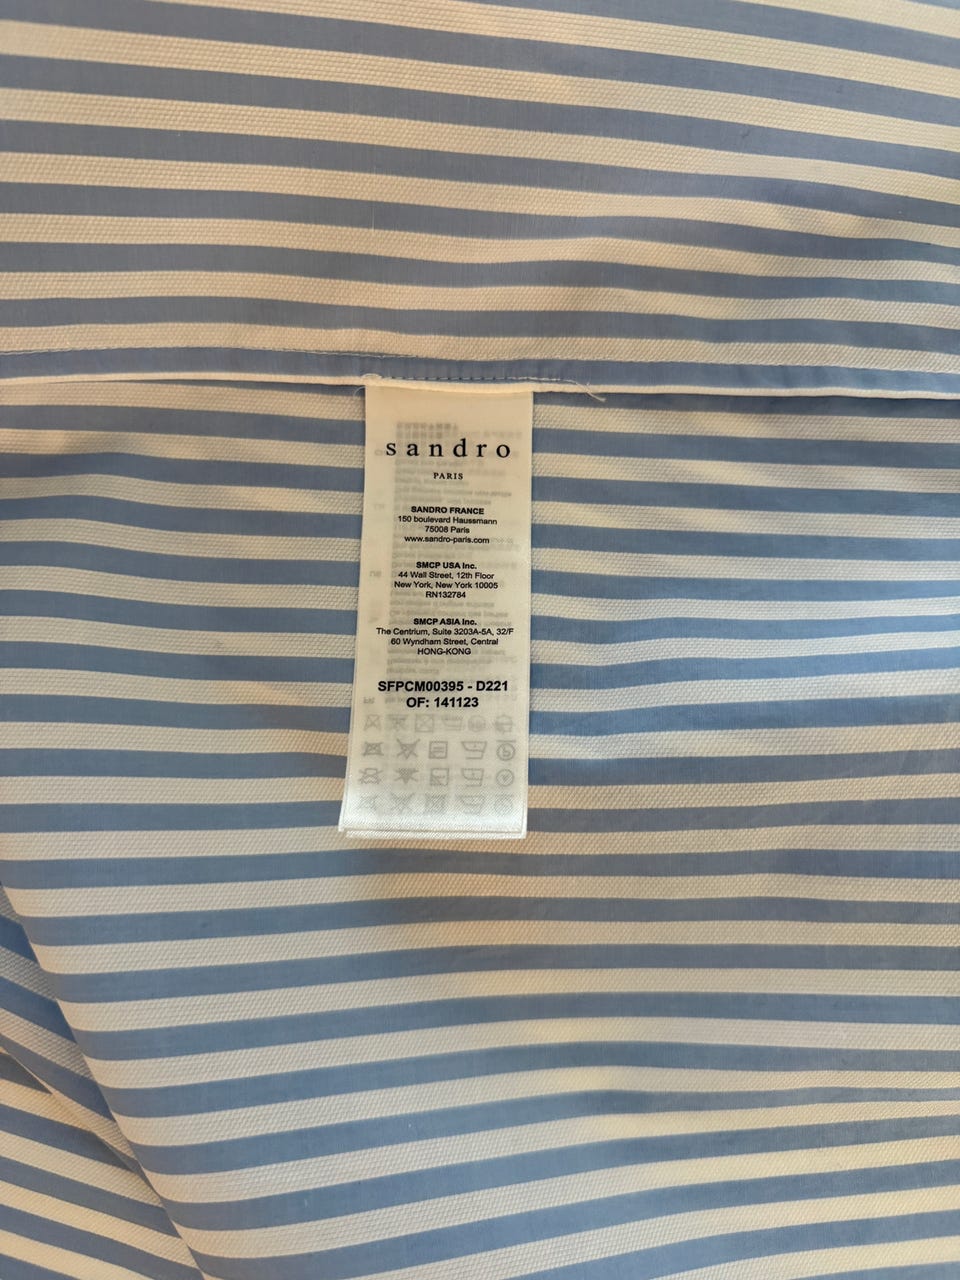 sandro
PARIS
SANDRO FRANCE
150 boulevard Haussmann
75008 Paris
www.sandro-paris.com
SMCP USA Inc.
44 Wall Street, 12th Floor
New York, New York 10005
RN132784
SMCP ASIA Inc.
The Centrium, Suite 3203A-5A, 32/F
60 Wyndham Street, Central
HONG-KONG
SFPCM00395 - D221
OF: 141123